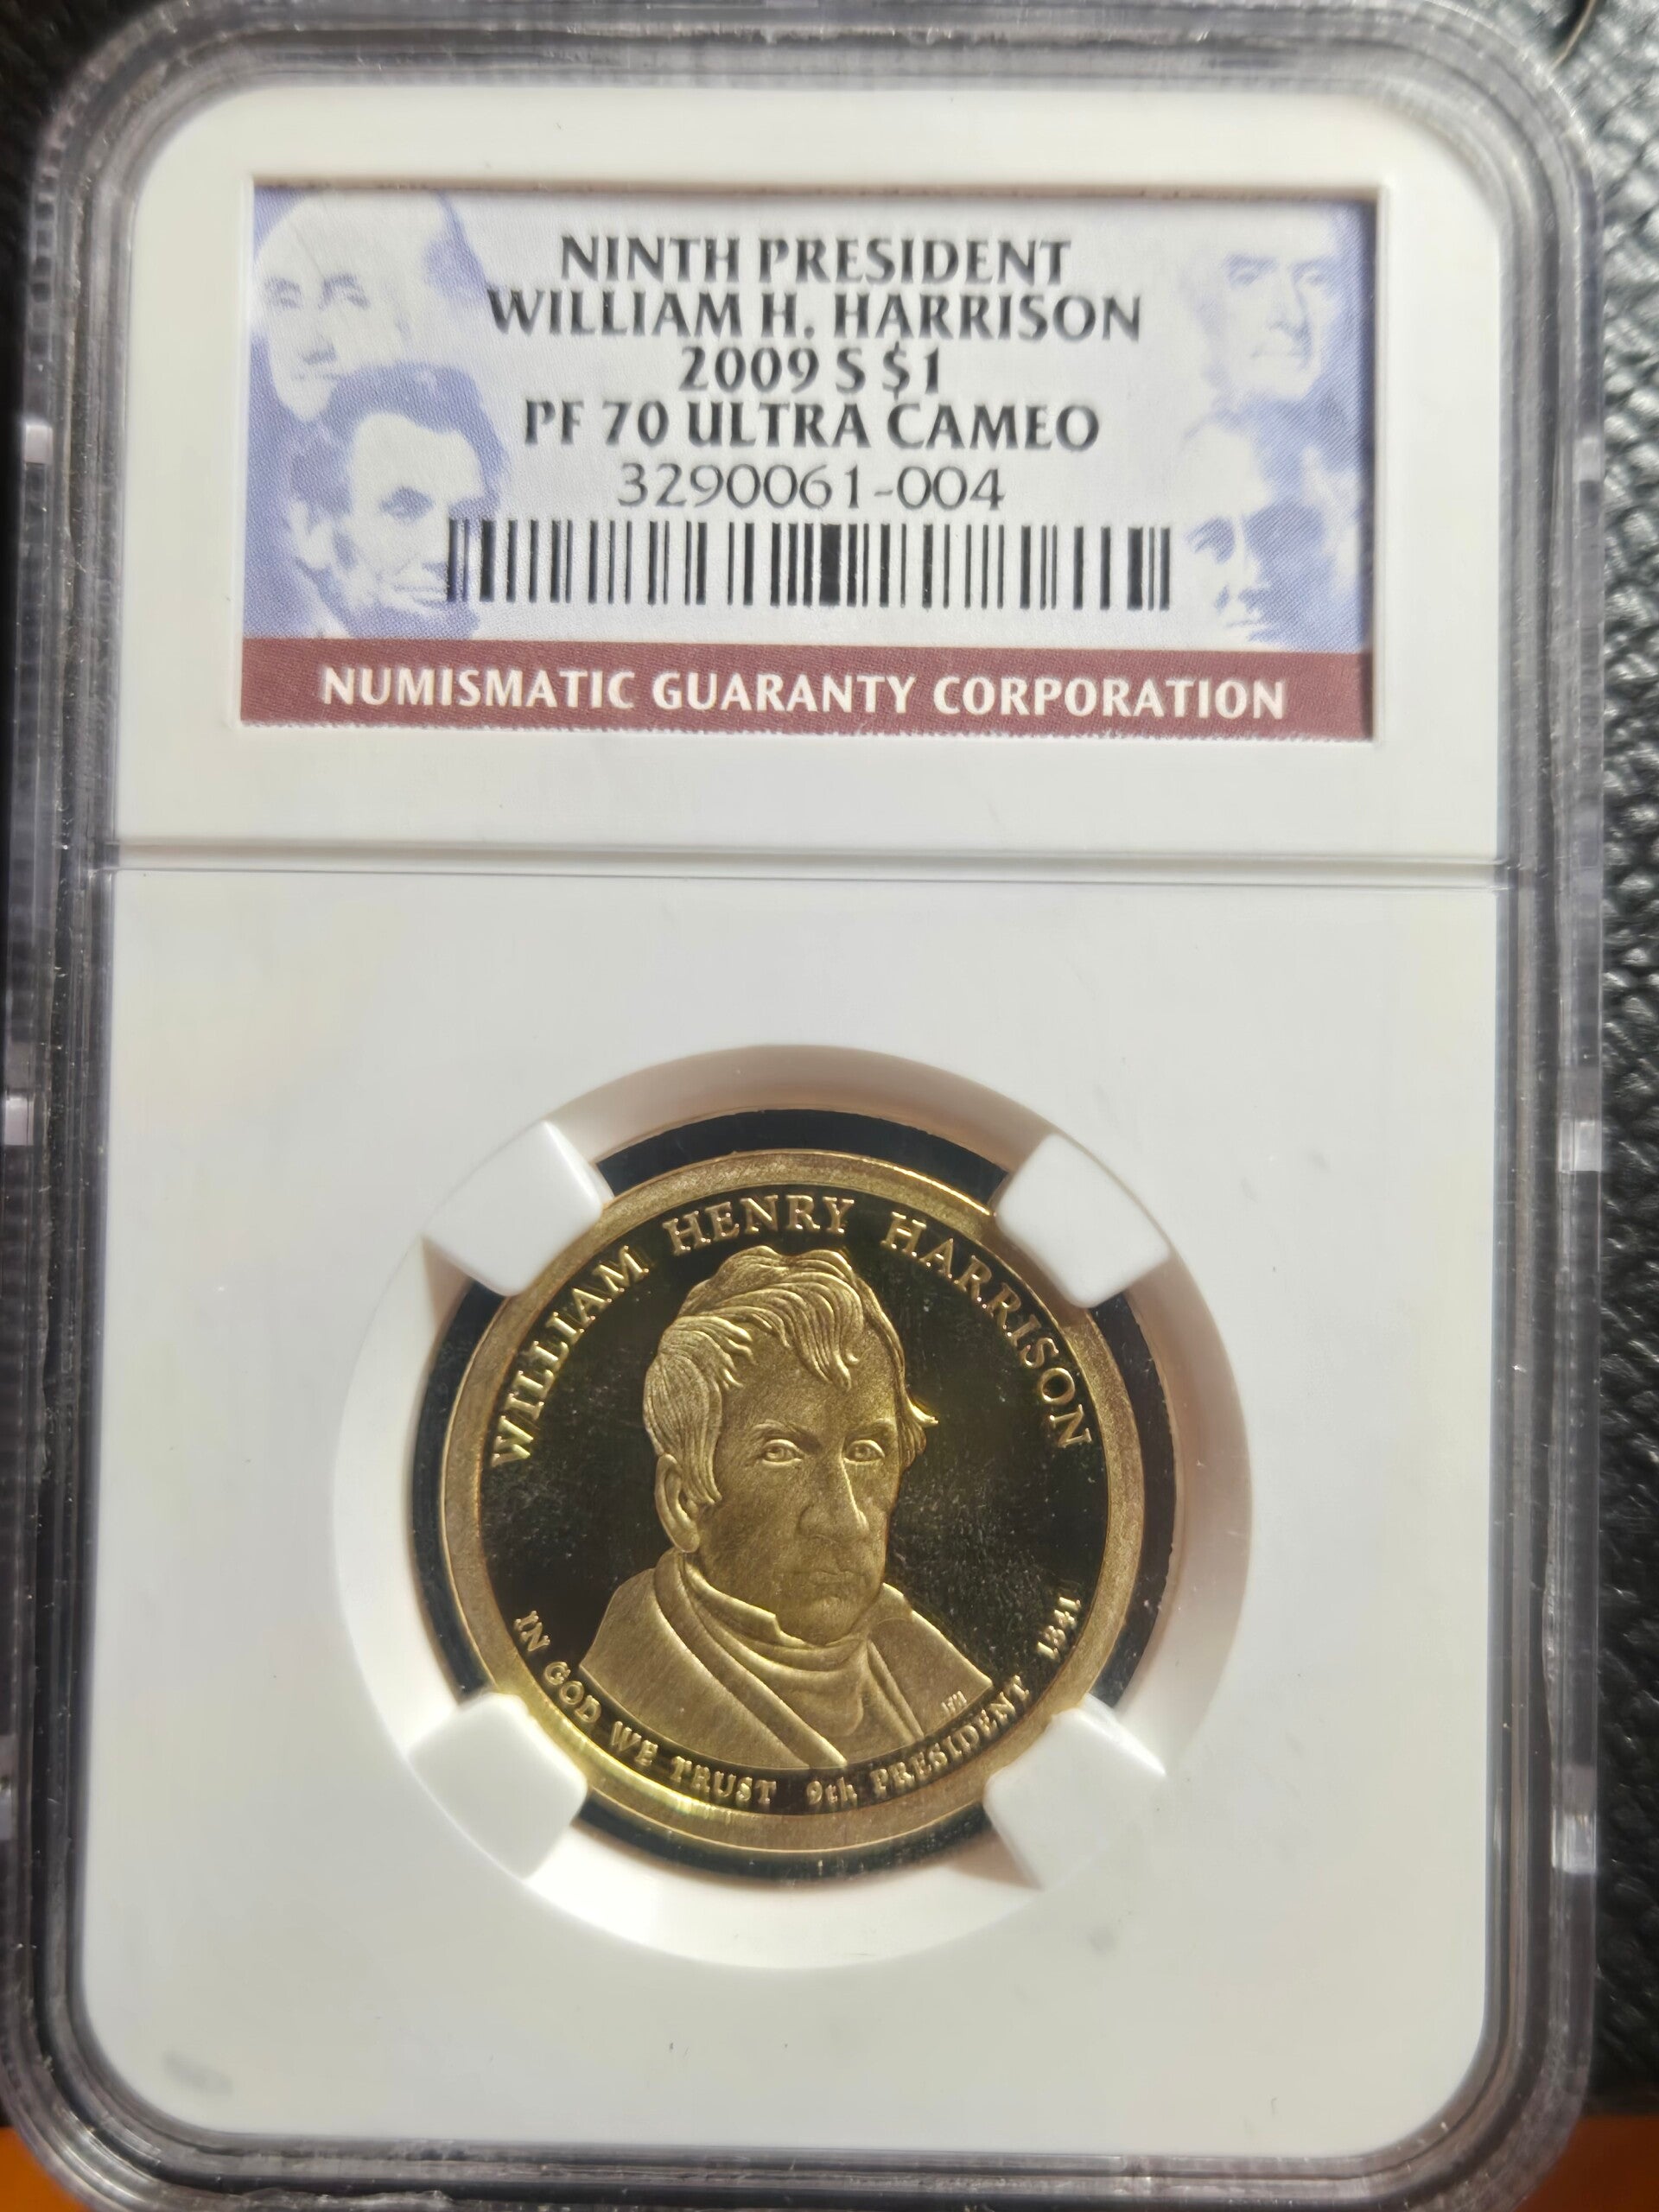 NINTH PRESIDENT
WILLIAM H. HARRISON
2009 S $1
PF 70 ULTRA CAMEO
3290061-004
NUMISMATIC GUARANTY CORPORATION
WILLIAM HENRY HARRISON
IN GOD WE TRUST 9th PRESIDENT 1841
JFM